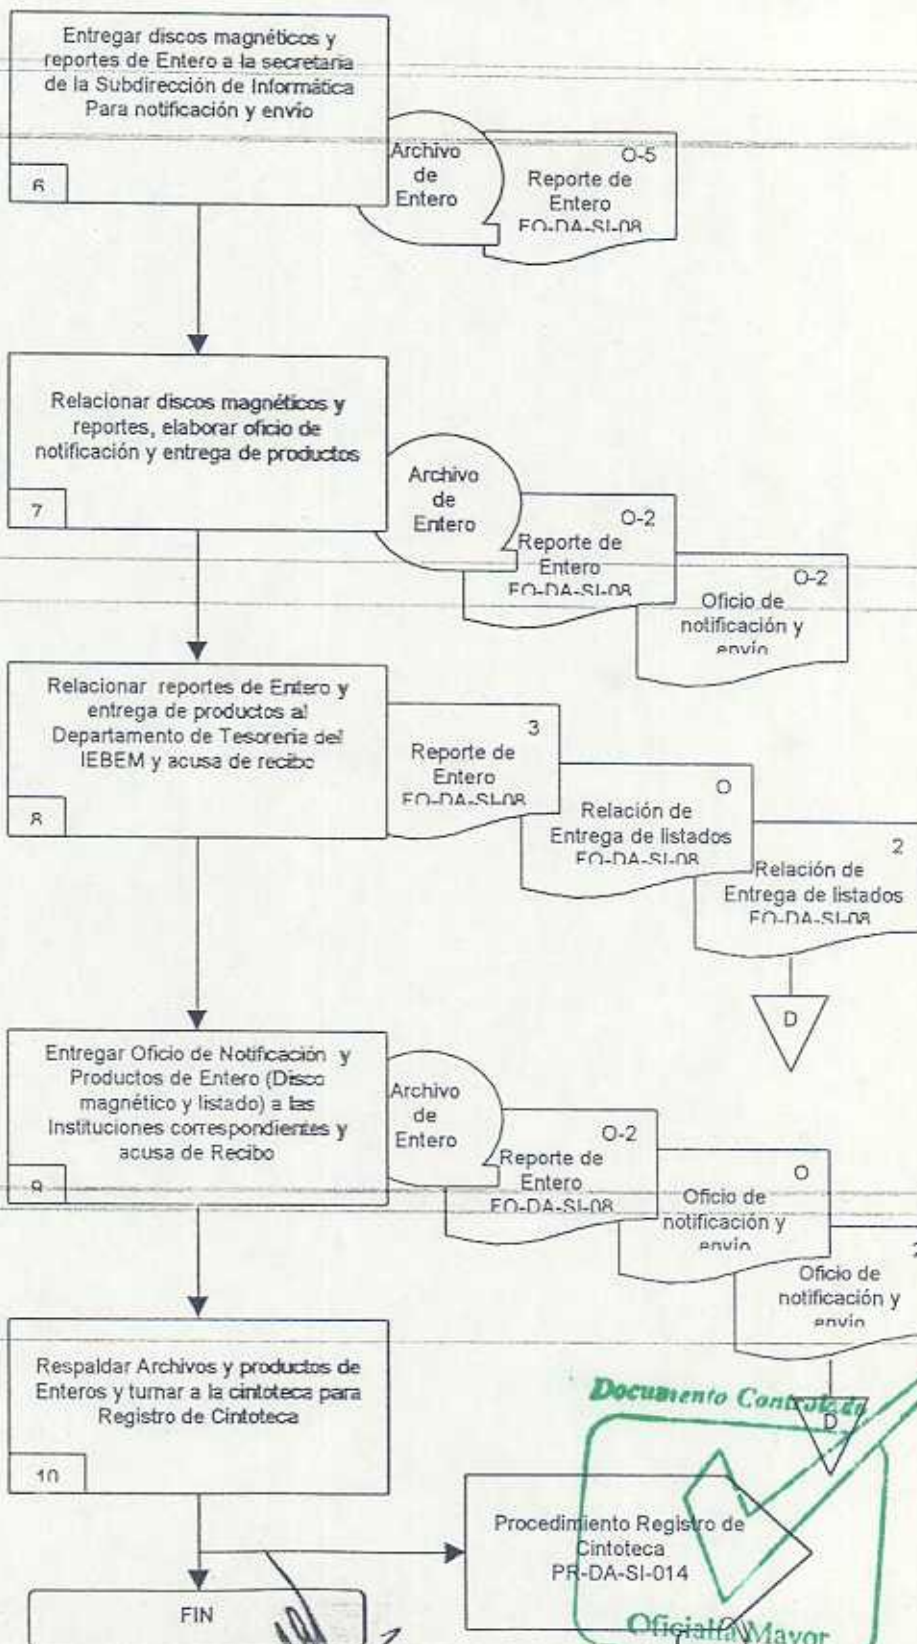 Entregar discos magnéticos y
reportes de Entero a la secretaria
de la Subdirección de Informática
Para notificación y envío
6
Archivo
de
Entero
O-5
Reporte de
Entero
FO-DA-SI-08
Relacionar discos magnéticos y
reportes, elaborar oficio de
notificación y entrega de productos
7
Archivo
de
Entero
O-2
Reporte de
Entero
FO-DA-SI-08
O-2
Oficio de
notificación y
envío
Relacionar reportes de Entero y
entrega de productos al
Departamento de Tesoreria del
IEBEM y acusa de recibo
8
3
Reporte de
Entero
FO-DA-SI-08
O
Relación de
Entrega de listados
FO-DA-SI-08
2
Relación de
Entrega de listados
FO-DA-SI-08
D
Entregar Oficio de Notificación y
Productos de Entero (Disco
magnético y listado) a las
Instituciones correspondientes y
acusa de Recibo
9
Archivo
de
Entero
O-2
Reporte de
Entero
FO-DA-SI-08
O
Oficio de
notificación y
envío
2
Oficio de
notificación y
envío
D
Respaldar Archivos y productos de
Enteros y turnar a la cintoteca para
Registro de Cintoteca
10
Documento Controlado
Procedimiento Registro de
Cintoteca
PR-DA-SI-014
FIN
Oficialía Mayor